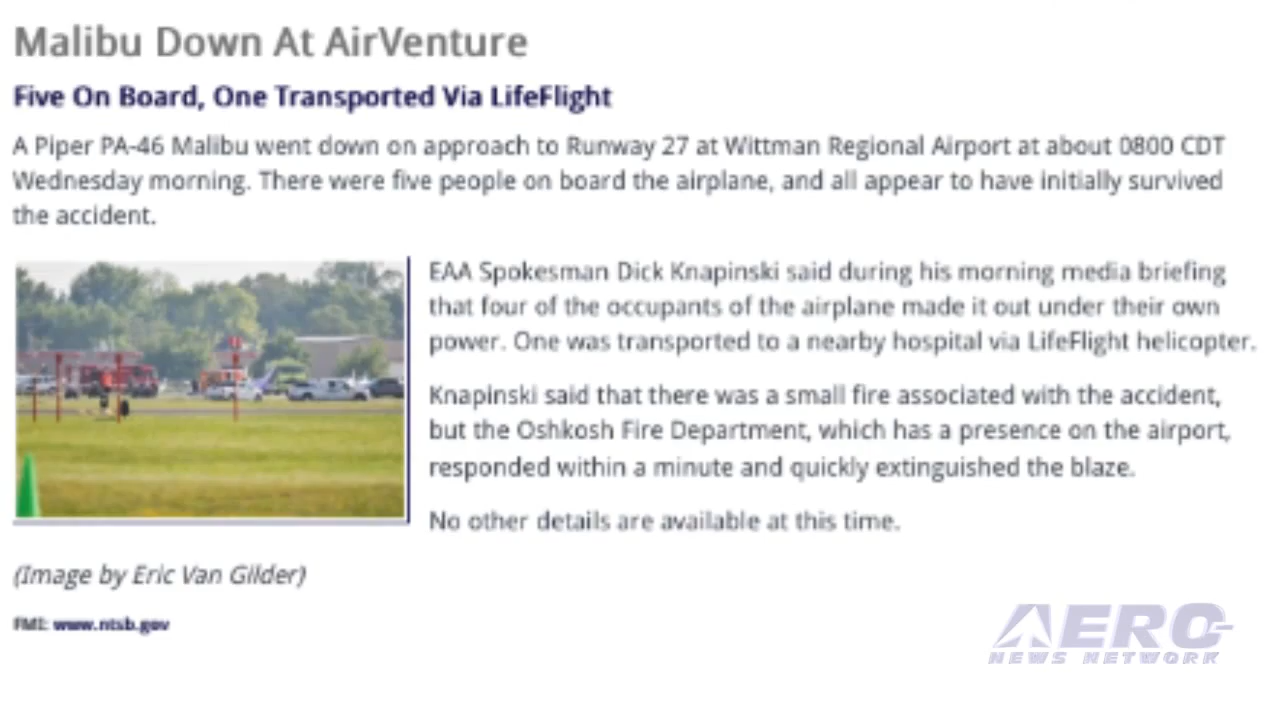 Malibu Down At AirVenture
Five On Board, One Transported Via LifeFlight
A Piper PA-46 Malibu went down on approach to Runway 27 at Wittman Regional Airport at about 0800 CDT
Wednesday morning. There were five people on board the airplane, and all appear to have initially survived
the accident.
EAA Spokesman Dick Knapinski said during his morning media briefing
that four of the occupants of the airplane made it out under their own
power. One was transported to a nearby hospital via LifeFlight helicopter.
Knapinski said that there was a small fire associated with the accident,
but the Oshkosh Fire Department, which has a presence on the airport,
responded within a minute and quickly extinguished the blaze.
No other details are available at this time.
(Image by Eric Van Gilder)
FMI: www.ntsb.gov
AERO
NEWS NETWORK